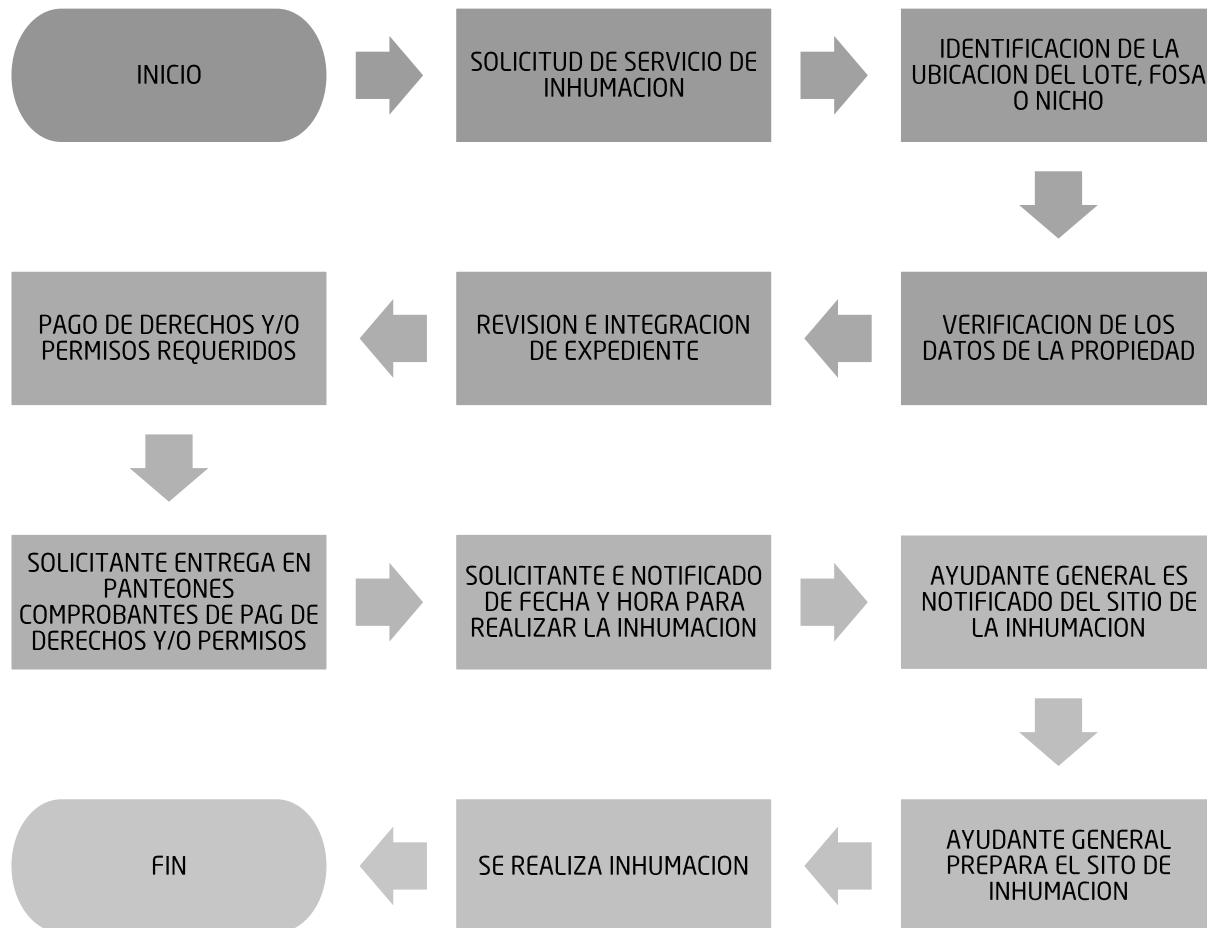 INICIO
SOLICITUD DE SERVICIO DE
INHUMACION
IDENTIFICACION DE LA
UBICACION DEL LOTE, FOSA
O NICHO
VERIFICACION DE LOS
DATOS DE LA PROPIEDAD
REVISION E INTEGRACION
DE EXPEDIENTE
PAGO DE DERECHOS Y/O
PERMISOS REQUERIDOS
SOLICITANTE ENTREGA EN
PANTEONES
COMPROBANTES DE PAG DE
DERECHOS Y/O PERMISOS
SOLICITANTE E NOTIFICADO
DE FECHA Y HORA PARA
REALIZAR LA INHUMACION
AYUDANTE GENERAL ES
NOTIFICADO DEL SITIO DE
LA INHUMACION
AYUDANTE GENERAL
PREPARA EL SITO DE
INHUMACION
SE REALIZA INHUMACION
FIN